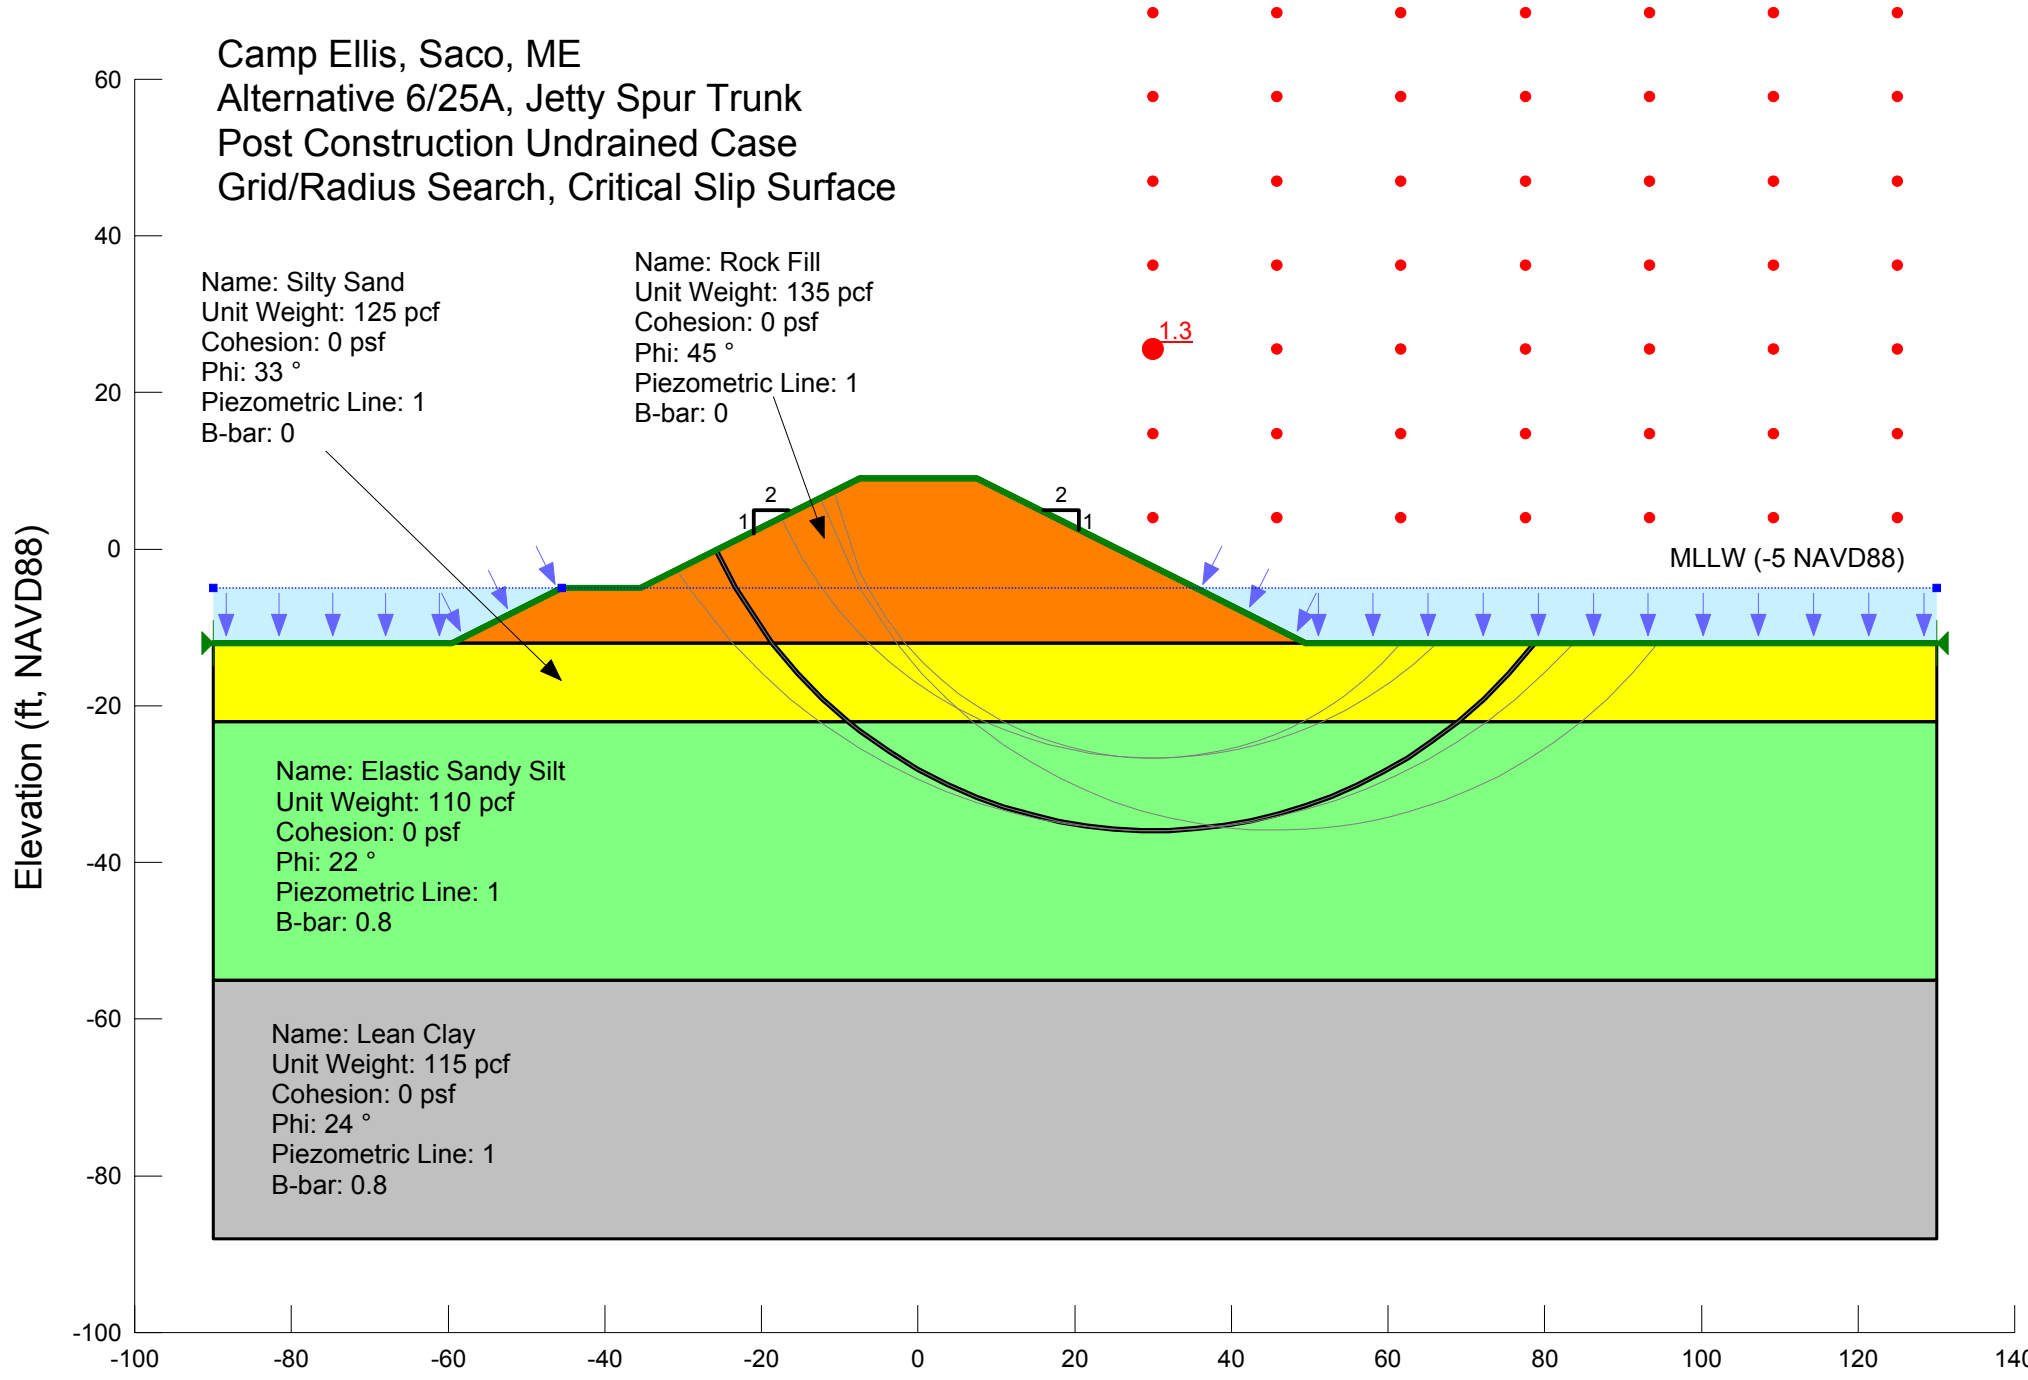 Camp Ellis, Saco, ME
Alternative 6/25A, Jetty Spur Trunk
Post Construction Undrained Case
Grid/Radius Search, Critical Slip Surface
Name: Silty Sand
Unit Weight: 125 pcf
Cohesion: 0 psf
Phi: 33 °
Piezometric Line: 1
B-bar: 0
Name: Rock Fill
Unit Weight: 135 pcf
Cohesion: 0 psf
Phi: 45 °
Piezometric Line: 1
B-bar: 0
1.3
2
1
2
1
MLLW (-5 NAVD88)
Name: Elastic Sandy Silt
Unit Weight: 110 pcf
Cohesion: 0 psf
Phi: 22 °
Piezometric Line: 1
B-bar: 0.8
Name: Lean Clay
Unit Weight: 115 pcf
Cohesion: 0 psf
Phi: 24 °
Piezometric Line: 1
B-bar: 0.8
Elevation (ft, NAVD88)
60
40
20
0
-20
-40
-60
-80
-100
-100 -80 -60 -40 -20 0 20 40 60 80 100 120 140